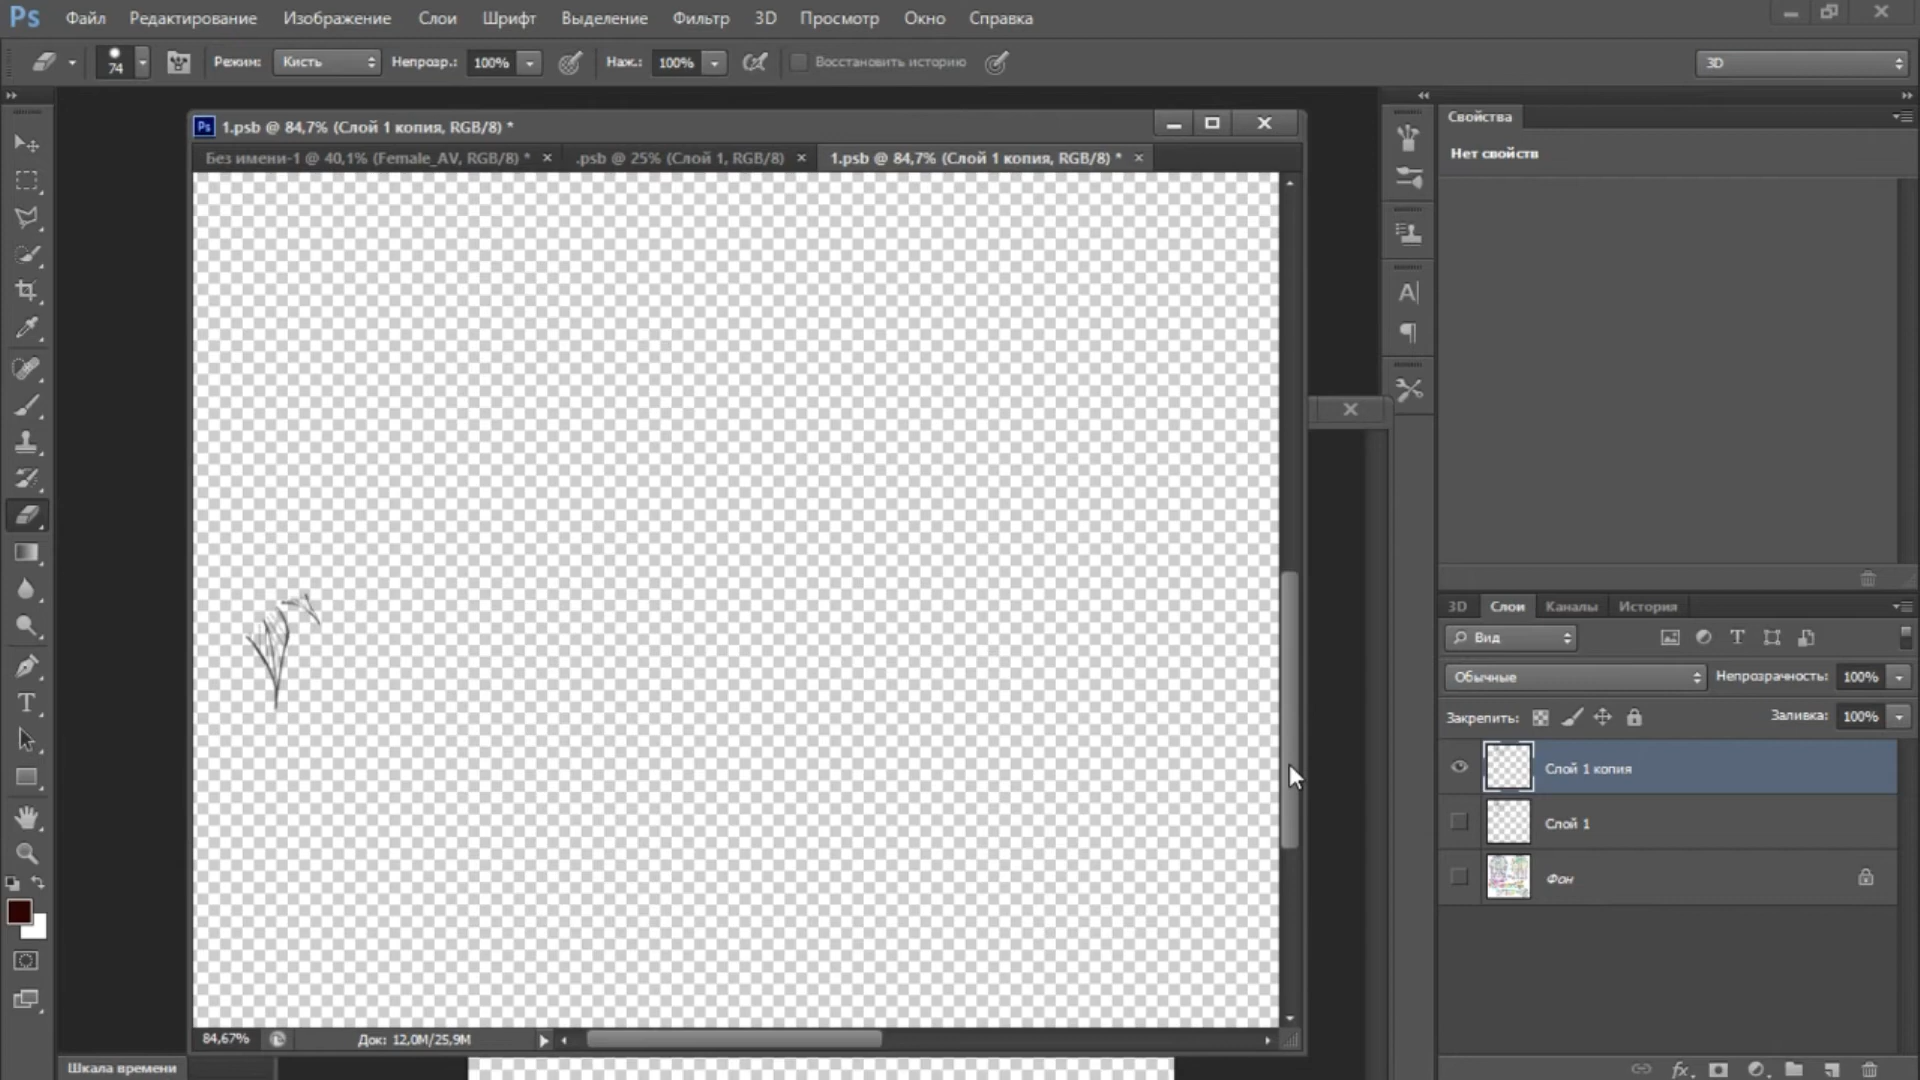 Ps Файл Редактирование Изображение Слои Шрифт Выделение Фильтр 3D Просмотр Окно Справка
74 Режим: Кисть Непрозр.: 100% Наж.: 100% Восстановить историю 3D
Ps 1.psb @ 84,7% (Слой 1 копия, RGB/8) *
Без имени-1 @ 40,1% (Female_AV, RGB/8) * × .psb @ 25% (Слой 1, RGB/8) × 1.psb @ 84,7% (Слой 1 копия, RGB/8) * ×
Свойства
Нет свойств
3D Слои Каналы История
Вид
Обычные Непрозрачность: 100%
Закрепить: Заливка: 100%
Слой 1 копия
Слой 1
Фон
84,67% Док: 12,0M/25,9M
Шкала времени